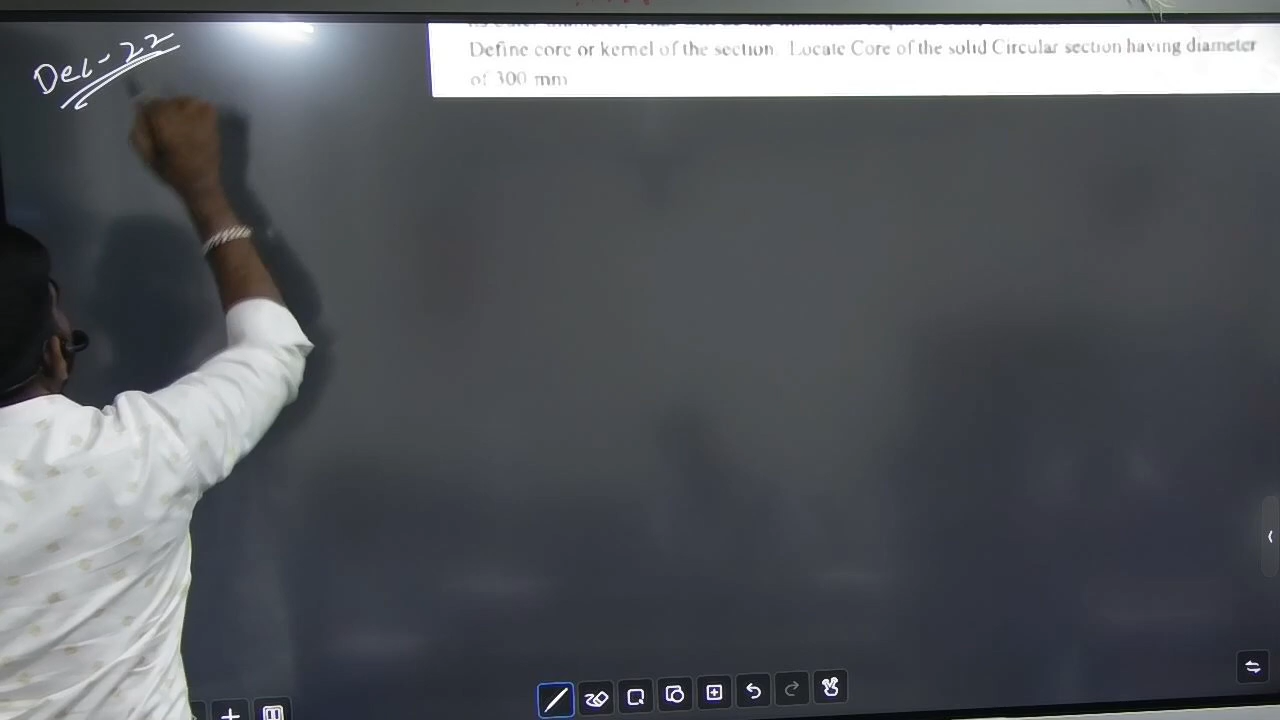 Dec-22
Define core or kernel of the section. Locate Core of the solid Circular section having diameter
of 300 mm